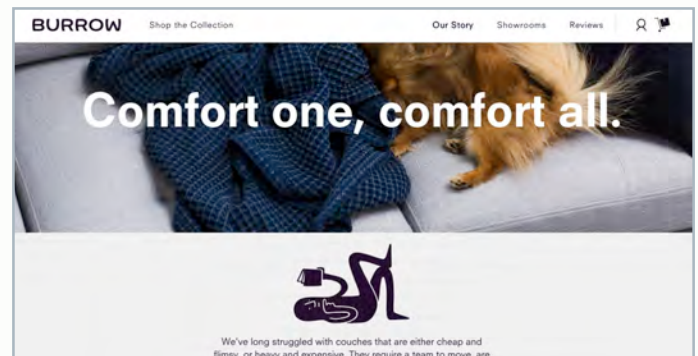 BURROW
Shop the Collection
Our Story
Showrooms
Reviews
Comfort one, comfort all.
We've long struggled with couches that are either cheap and
flimsy, or heavy and expensive. They require a team to move, are